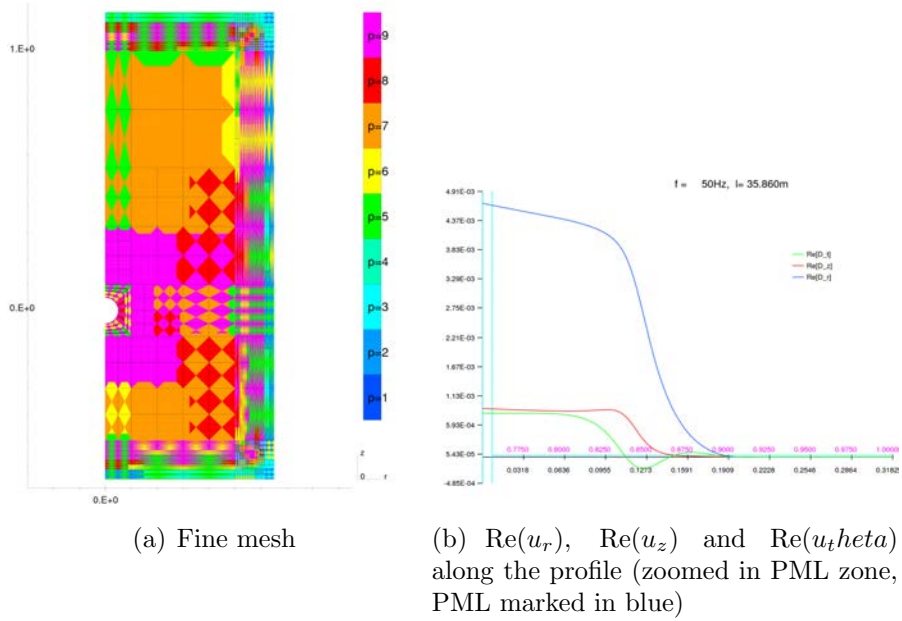 1.E+0
0.E+0
0.E+0
p=9
p=8
p=7
p=6
p=5
p=4
p=3
p=2
p=1
z
0 r
f = 50Hz, l= 35.860m
4.91E-03
4.37E-03
3.83E-03
3.29E-03
2.75E-03
2.21E-03
1.67E-03
1.13E-03
5.93E-04
5.43E-05
-4.85E-04
Re[D_t]
Re[D_z]
Re[D_r]
0.7750 0.8000 0.8250 0.8500 0.8750 0.9000 0.9250 0.9500 0.9750 1.0000
0.0318 0.0636 0.0955 0.1273 0.1591 0.1909 0.2228 0.2546 0.2864 0.3182
(a) Fine mesh
(b) Re(u_r), Re(u_z) and Re(u_theta)
along the profile (zoomed in PML zone,
PML marked in blue)